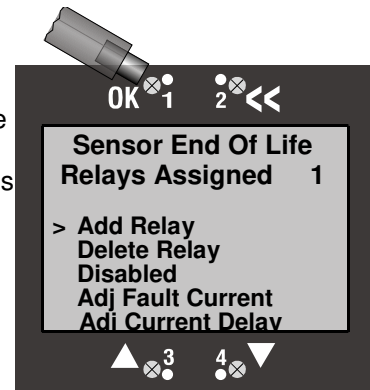 OK 1 2 <<
e
Sensor End Of Life
s
Relays Assigned 1
> Add Relay
Delete Relay
Disabled
Adj Fault Current
Adj Current Delay
3 4